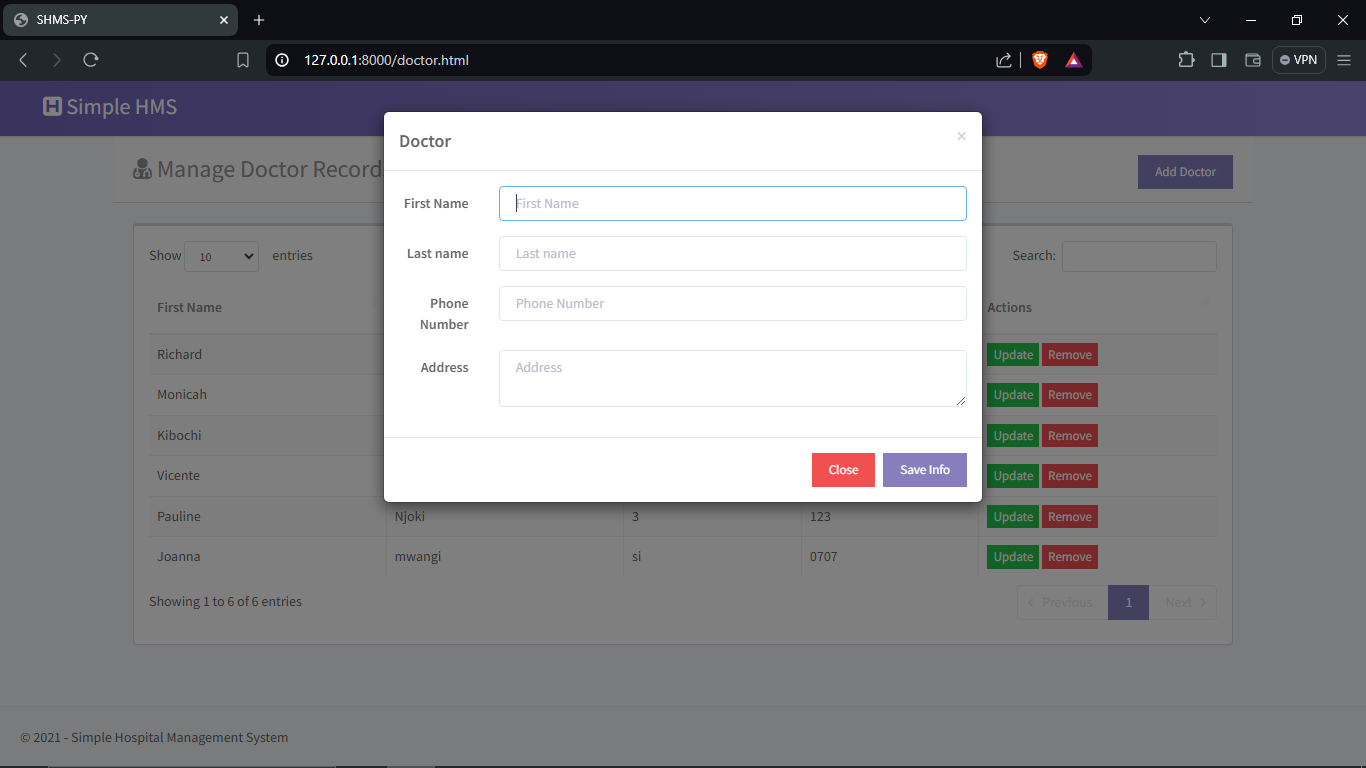 SHMS-PY
127.0.0.1:8000/doctor.html
VPN
H Simple HMS
Manage Doctor Record
Add Doctor
Doctor
×
First Name First Name
Last name Last name
Phone Number Phone Number
Address Address
Close Save Info
Show 10 entries
Search:
First Name Actions
Richard Update Remove
Monicah Update Remove
Kibochi Update Remove
Vicente Update Remove
Pauline Njoki 3 123 Update Remove
Joanna mwangi si 0707 Update Remove
Showing 1 to 6 of 6 entries
Previous 1 Next
© 2021 - Simple Hospital Management System